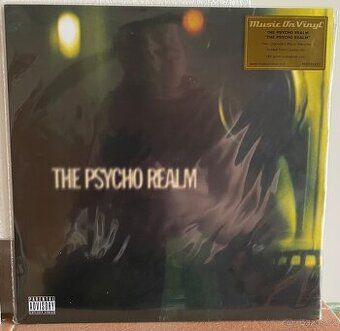 Music On Vinyl
THE PSYCHO REALM
"THE PSYCHO REALM"
THE PSYCHO REALM
PARENTAL
ADVISORY
EXPLICIT CONTENT